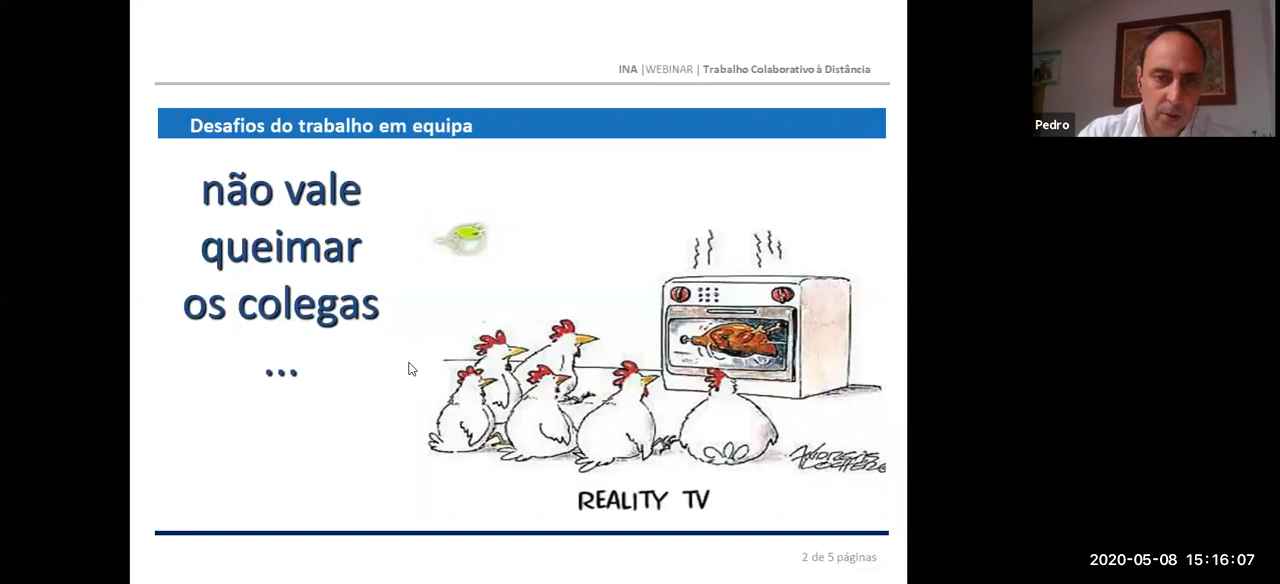 INA | WEBINAR | Trabalho Colaborativo à Distância
Desafios do trabalho em equipa
não vale
queimar
os colegas
...
REALITY TV
2 de 5 páginas
Pedro
2020-05-08 15:16:07